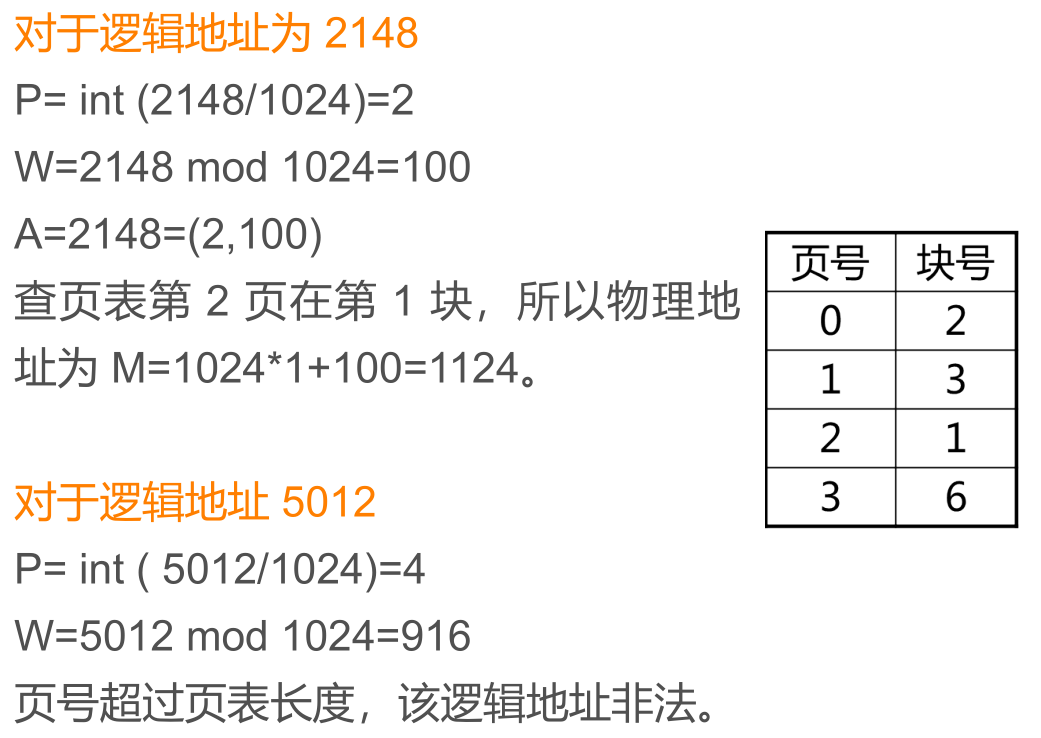 对于逻辑地址为 2148
P= int (2148/1024)=2
W=2148 mod 1024=100
A=2148=(2,100)
查页表第 2 页在第 1 块，所以物理地
址为 M=1024*1+100=1124。
对于逻辑地址 5012
P= int ( 5012/1024)=4
W=5012 mod 1024=916
页号超过页表长度，该逻辑地址非法。
页号 块号
0 2
1 3
2 1
3 6